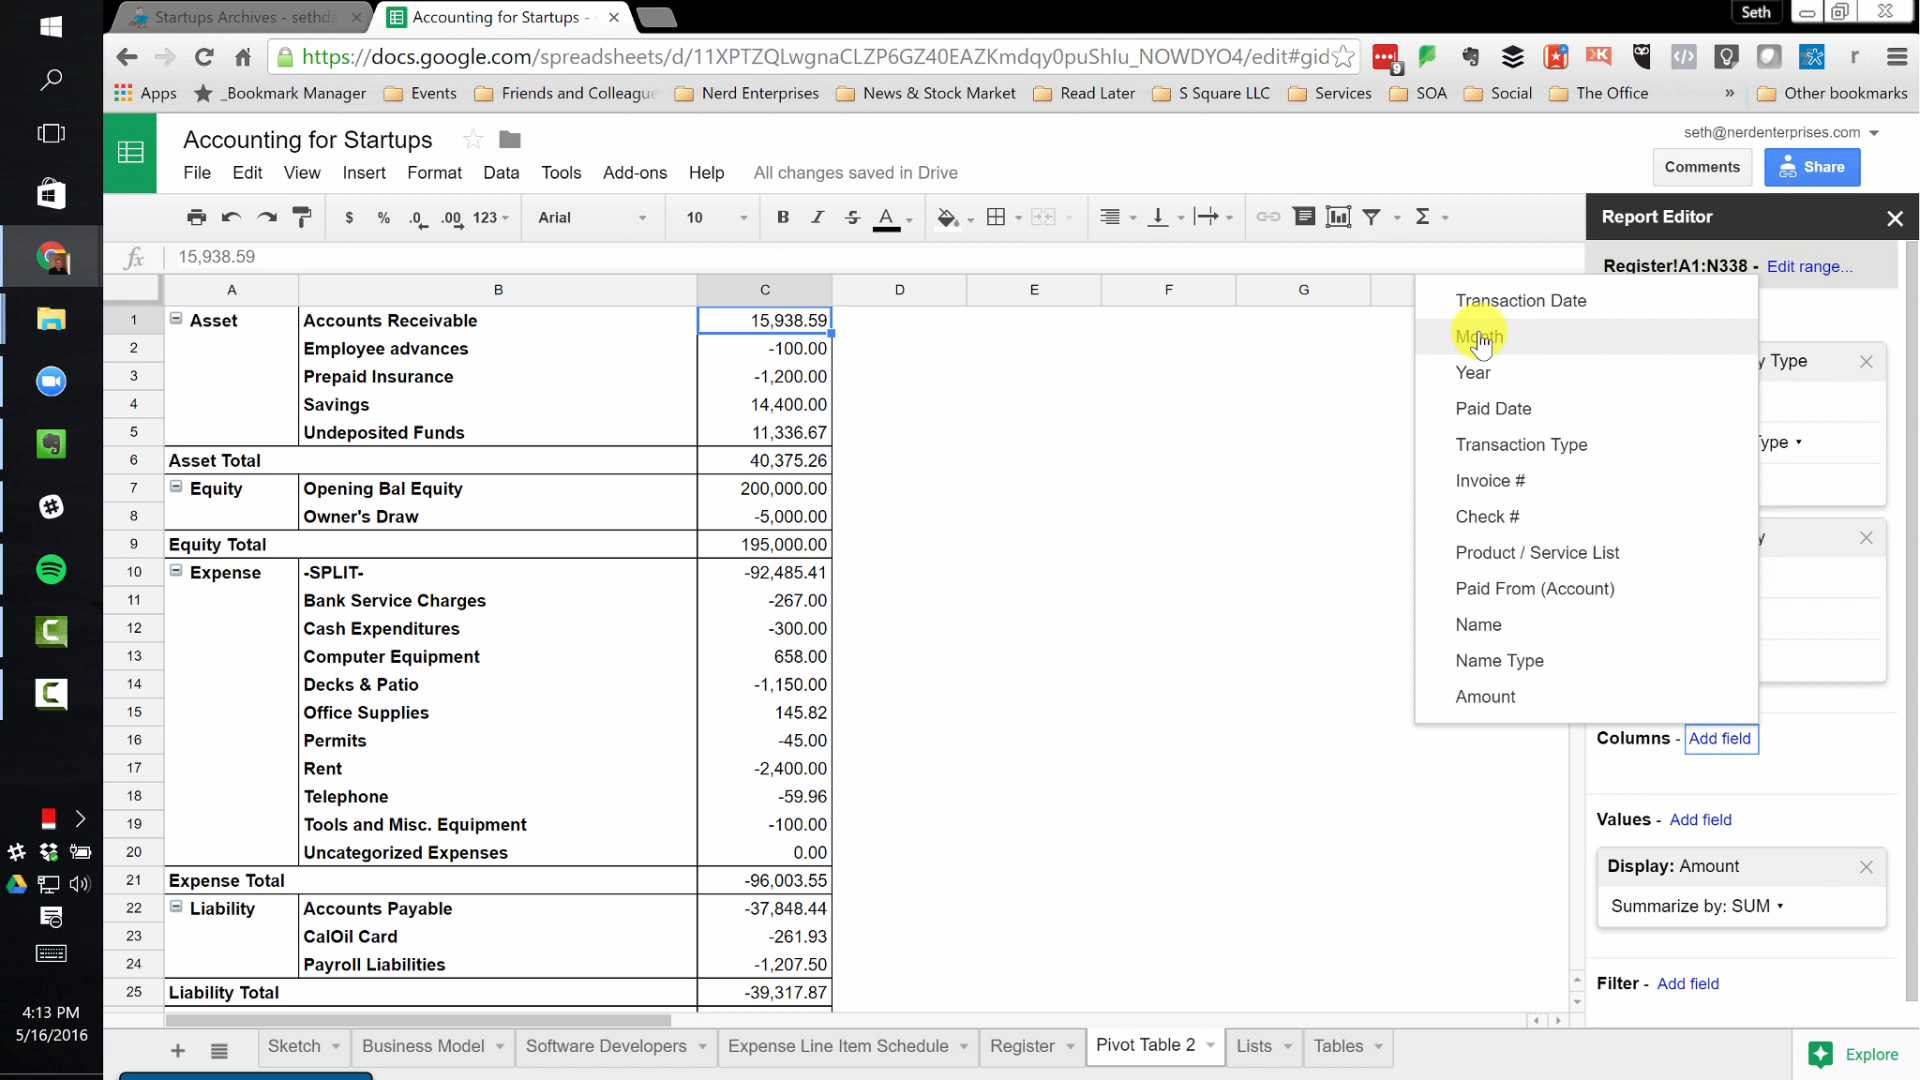 Startups Archives - sethda
Accounting for Startups -
Seth
https://docs.google.com/spreadsheets/d/11XPTZQLwgnaCLZP6GZ40EAZKmdqy0puShlu_NOWDYO4/edit#gid
9
Apps
_Bookmark Manager
Events
Friends and Colleague
Nerd Enterprises
News & Stock Market
Read Later
S Square LLC
Services
SOA
Social
The Office
»
Other bookmarks
Accounting for Startups
seth@nerdenterprises.com
File Edit View Insert Format Data Tools Add-ons Help All changes saved in Drive
Comments
Share
$ % .0 .00 123 Arial 10 B I S A Σ
Report Editor
fx 15,938.59
Register!A1:N338 - Edit range...
A B C D E F G
1 Asset Accounts Receivable 15,938.59
2 Employee advances -100.00
3 Prepaid Insurance -1,200.00
4 Savings 14,400.00
5 Undeposited Funds 11,336.67
6 Asset Total 40,375.26
7 Equity Opening Bal Equity 200,000.00
8 Owner's Draw -5,000.00
9 Equity Total 195,000.00
10 Expense -SPLIT- -92,485.41
11 Bank Service Charges -267.00
12 Cash Expenditures -300.00
13 Computer Equipment 658.00
14 Decks & Patio -1,150.00
15 Office Supplies 145.82
16 Permits -45.00
17 Rent -2,400.00
18 Telephone -59.96
19 Tools and Misc. Equipment -100.00
20 Uncategorized Expenses 0.00
21 Expense Total -96,003.55
22 Liability Accounts Payable -37,848.44
23 CalOil Card -261.93
24 Payroll Liabilities -1,207.50
25 Liability Total -39,317.87
Transaction Date
Month
Year
Paid Date
Transaction Type
Invoice #
Check #
Product / Service List
Paid From (Account)
Name
Name Type
Amount
y Type
ype
y
Columns - Add field
Values - Add field
Display: Amount
Summarize by: SUM
Filter - Add field
Sketch
Business Model
Software Developers
Expense Line Item Schedule
Register
Pivot Table 2
Lists
Tables
Explore
4:13 PM
5/16/2016